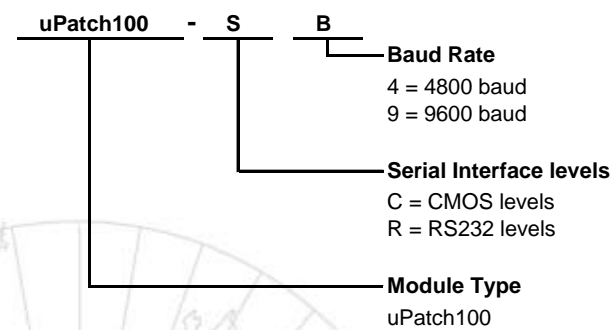 uPatch100 - S B
Baud Rate
4 = 4800 baud
9 = 9600 baud
Serial Interface levels
C = CMOS levels
R = RS232 levels
Module Type
uPatch100